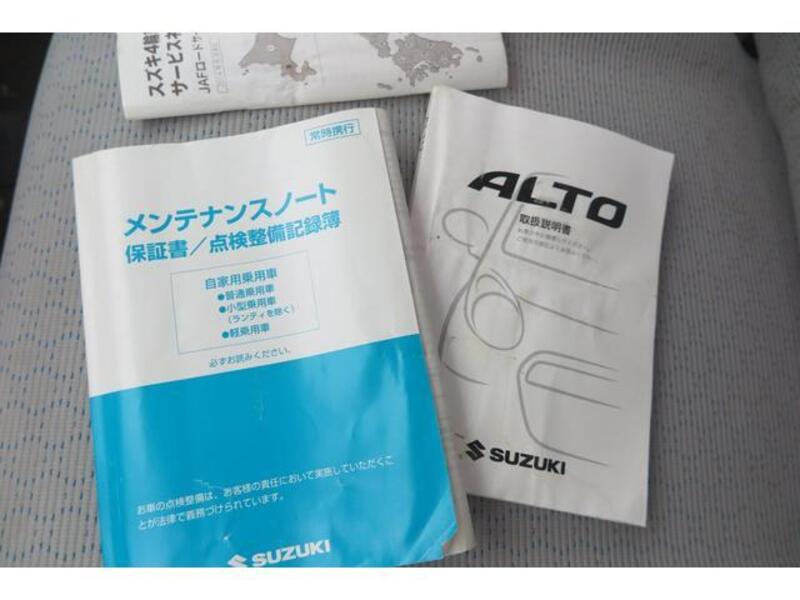 スズキ4輪
サービスネ
JAFロードサー
常時携行
メンテナンスノート
保証書／点検整備記録簿
自家用乗用車
●普通乗用車
●小型乗用車
(ランディを除く)
●軽乗用車
必ずお読みください。
お車の点検整備は、お客様の責任において実施していただくこ
とが法律で義務づけられています。
SUZUKI
ALTO
取扱説明書
SUZUKI